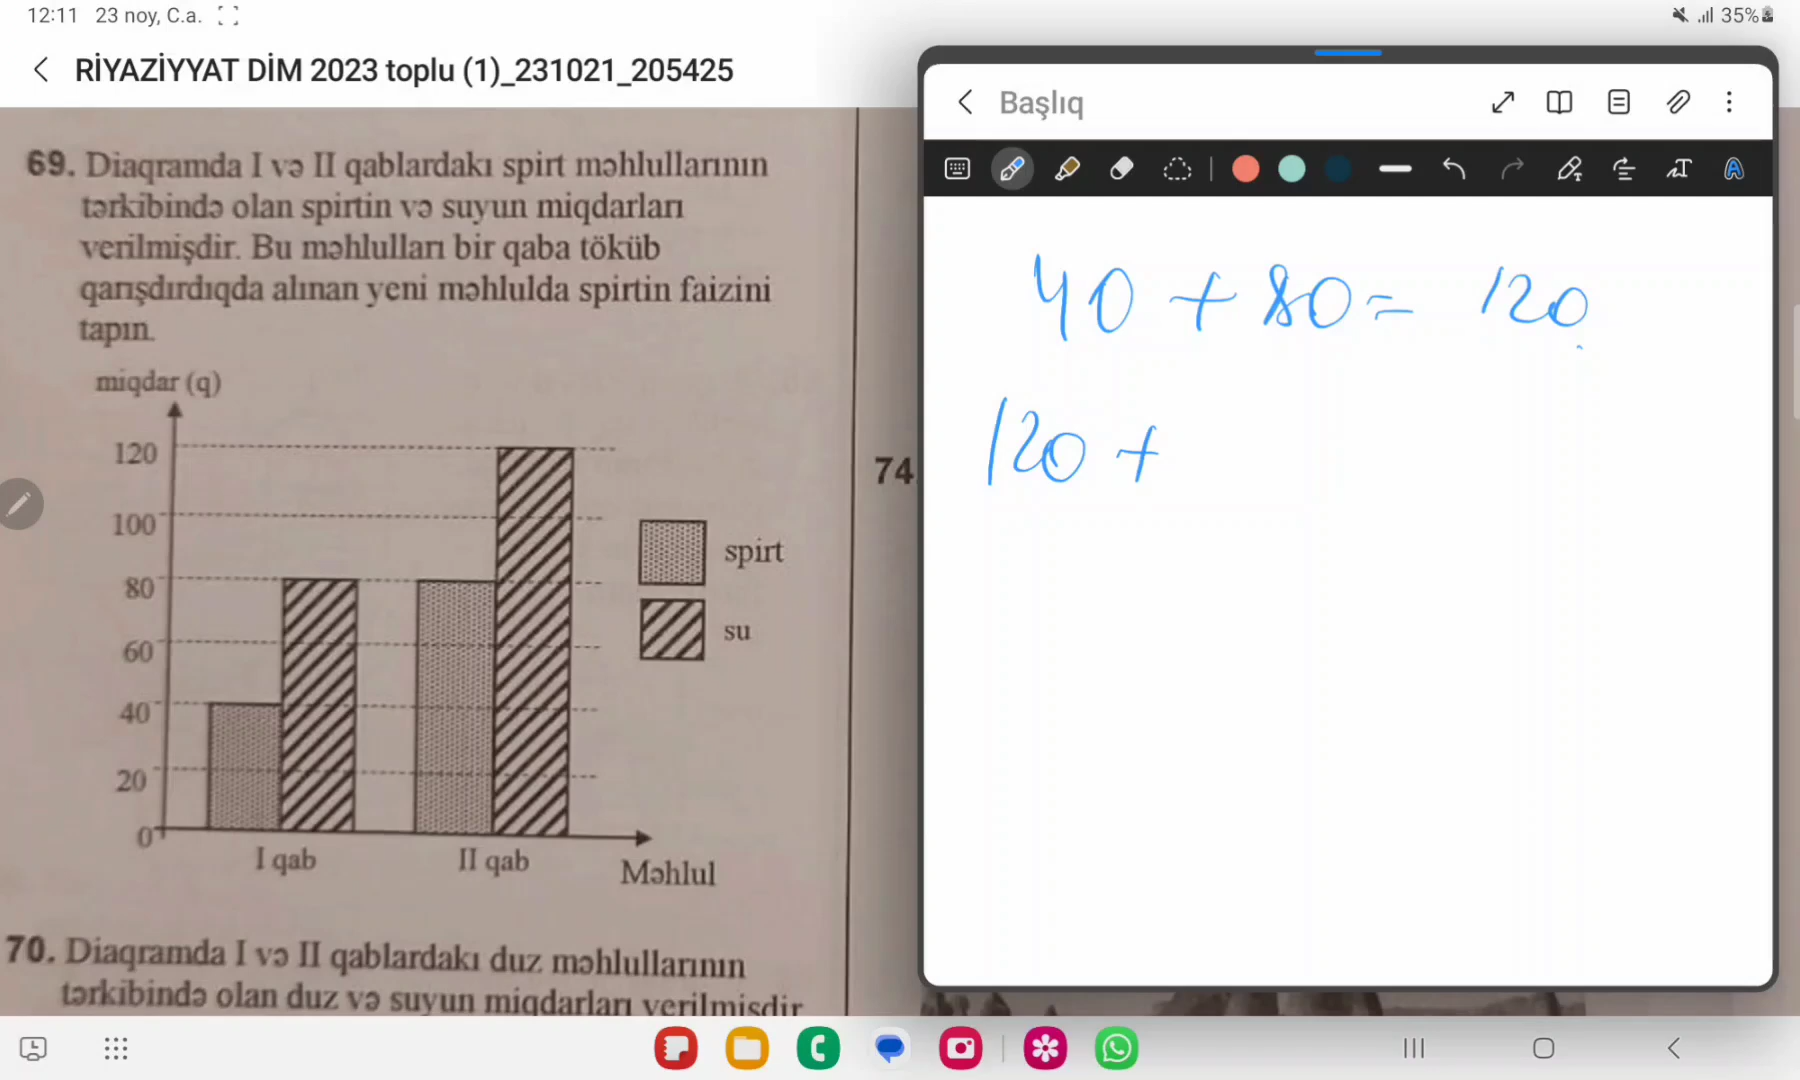 12:11 23 noy, C.a.
35%
RİYAZİYYAT DİM 2023 toplu (1)_231021_205425
69. Diaqramda I və II qablardakı spirt məhlullarının
tərkibində olan spirtin və suyun miqdarları
verilmişdir. Bu məhlulları bir qaba töküb
qarışdırdıqda alınan yeni məhlulda spirtin faizini
tapın.
miqdar (q)
120
100
80
60
40
20
0
I qab
II qab
Məhlul
spirt
su
70. Diaqramda I və II qablardakı duz məhlullarının
tərkibində olan duz və suyun miqdarları verilmişdir
74
Başlıq
40 + 80 = 120
120 +